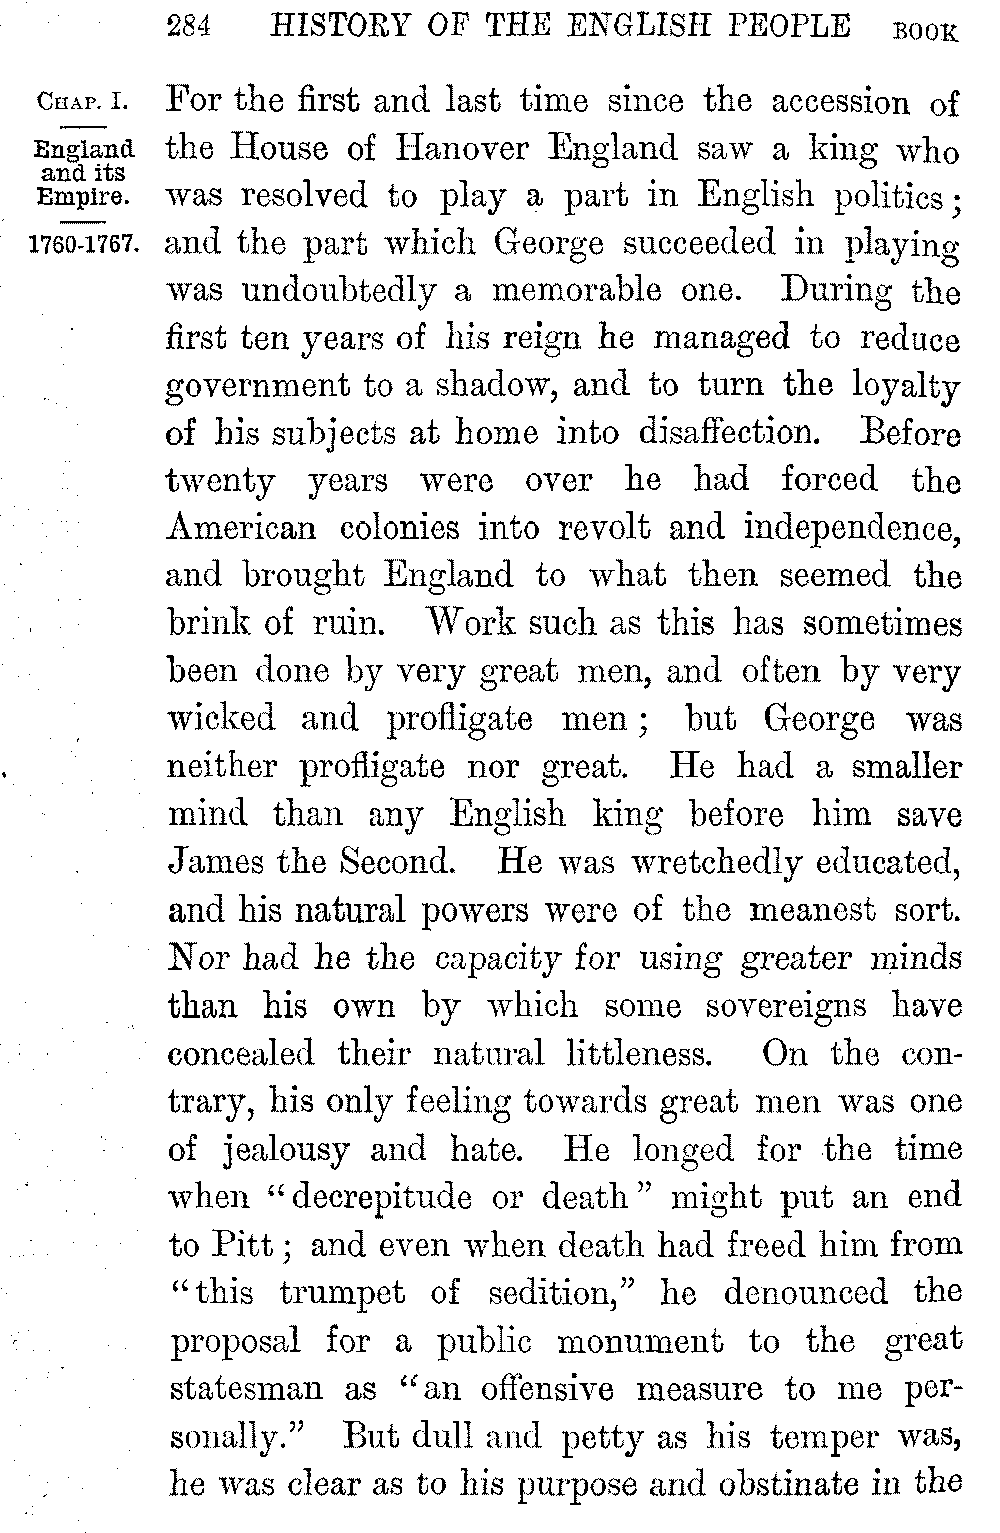 284 HISTORY OF THE ENGLISH PEOPLE BOOK
CHAP. I.
England
and its
Empire.
1760-1767.
For the first and last time since the accession of
the House of Hanover England saw a king who
was resolved to play a part in English politics;
and the part which George succeeded in playing
was undoubtedly a memorable one. During the
first ten years of his reign he managed to reduce
government to a shadow, and to turn the loyalty
of his subjects at home into disaffection. Before
twenty years were over he had forced the
American colonies into revolt and independence,
and brought England to what then seemed the
brink of ruin. Work such as this has sometimes
been done by very great men, and often by very
wicked and profligate men; but George was
neither profligate nor great. He had a smaller
mind than any English king before him save
James the Second. He was wretchedly educated,
and his natural powers were of the meanest sort.
Nor had he the capacity for using greater minds
than his own by which some sovereigns have
concealed their natural littleness. On the con-
trary, his only feeling towards great men was one
of jealousy and hate. He longed for the time
when "decrepitude or death" might put an end
to Pitt; and even when death had freed him from
"this trumpet of sedition," he denounced the
proposal for a public monument to the great
statesman as "an offensive measure to me per-
sonally." But dull and petty as his temper was,
he was clear as to his purpose and obstinate in the